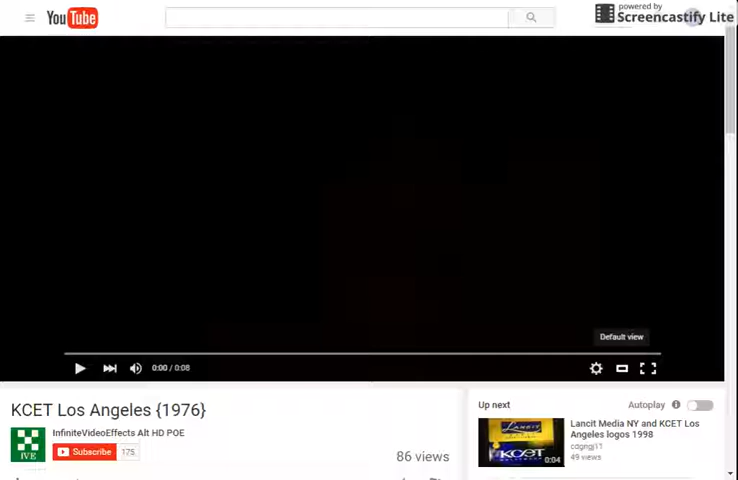 YouTube
powered by
Screencastify Lite
Default view
0:00 / 0:08
KCET Los Angeles {1976}
InfiniteVideoEffects Alt HD POE
IVE
Subscribe 175
86 views
Up next
Autoplay
Lancit Media NY and KCET Los
Angeles logos 1998
49 views
KCET
0:04